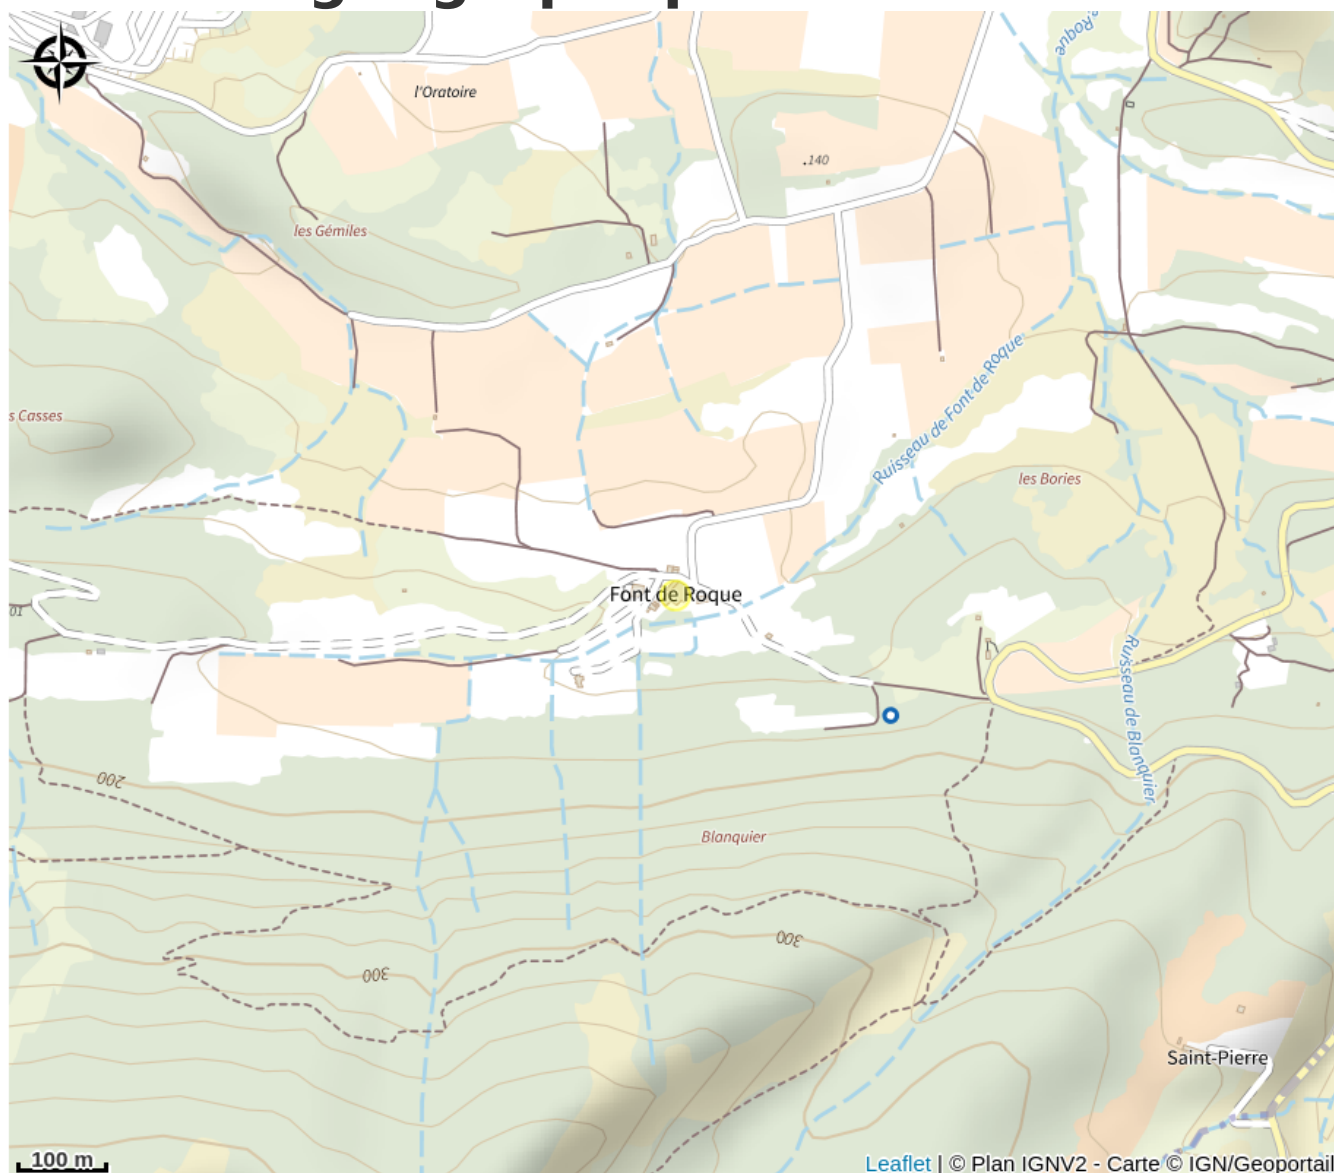 Roque
l'Oratoire
.140
les Gémiles
Ruisseau de Font de Roque
s Casses
les Bories
Font de Roque
Ruisseau de Blanquier
200
Blanquier
300
300
Saint-Pierre
100 m
Leaflet | © Plan IGNV2 - Carte © IGN/Geoportail